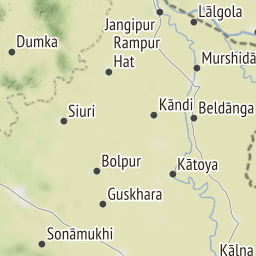 Lālgola
Jangipur
Rampur
Hat
Dumka
Murshidā
Kāndi
Beldānga
Siuri
Bolpur
Kātoya
Guskhara
Sonāmukhi
Kālna